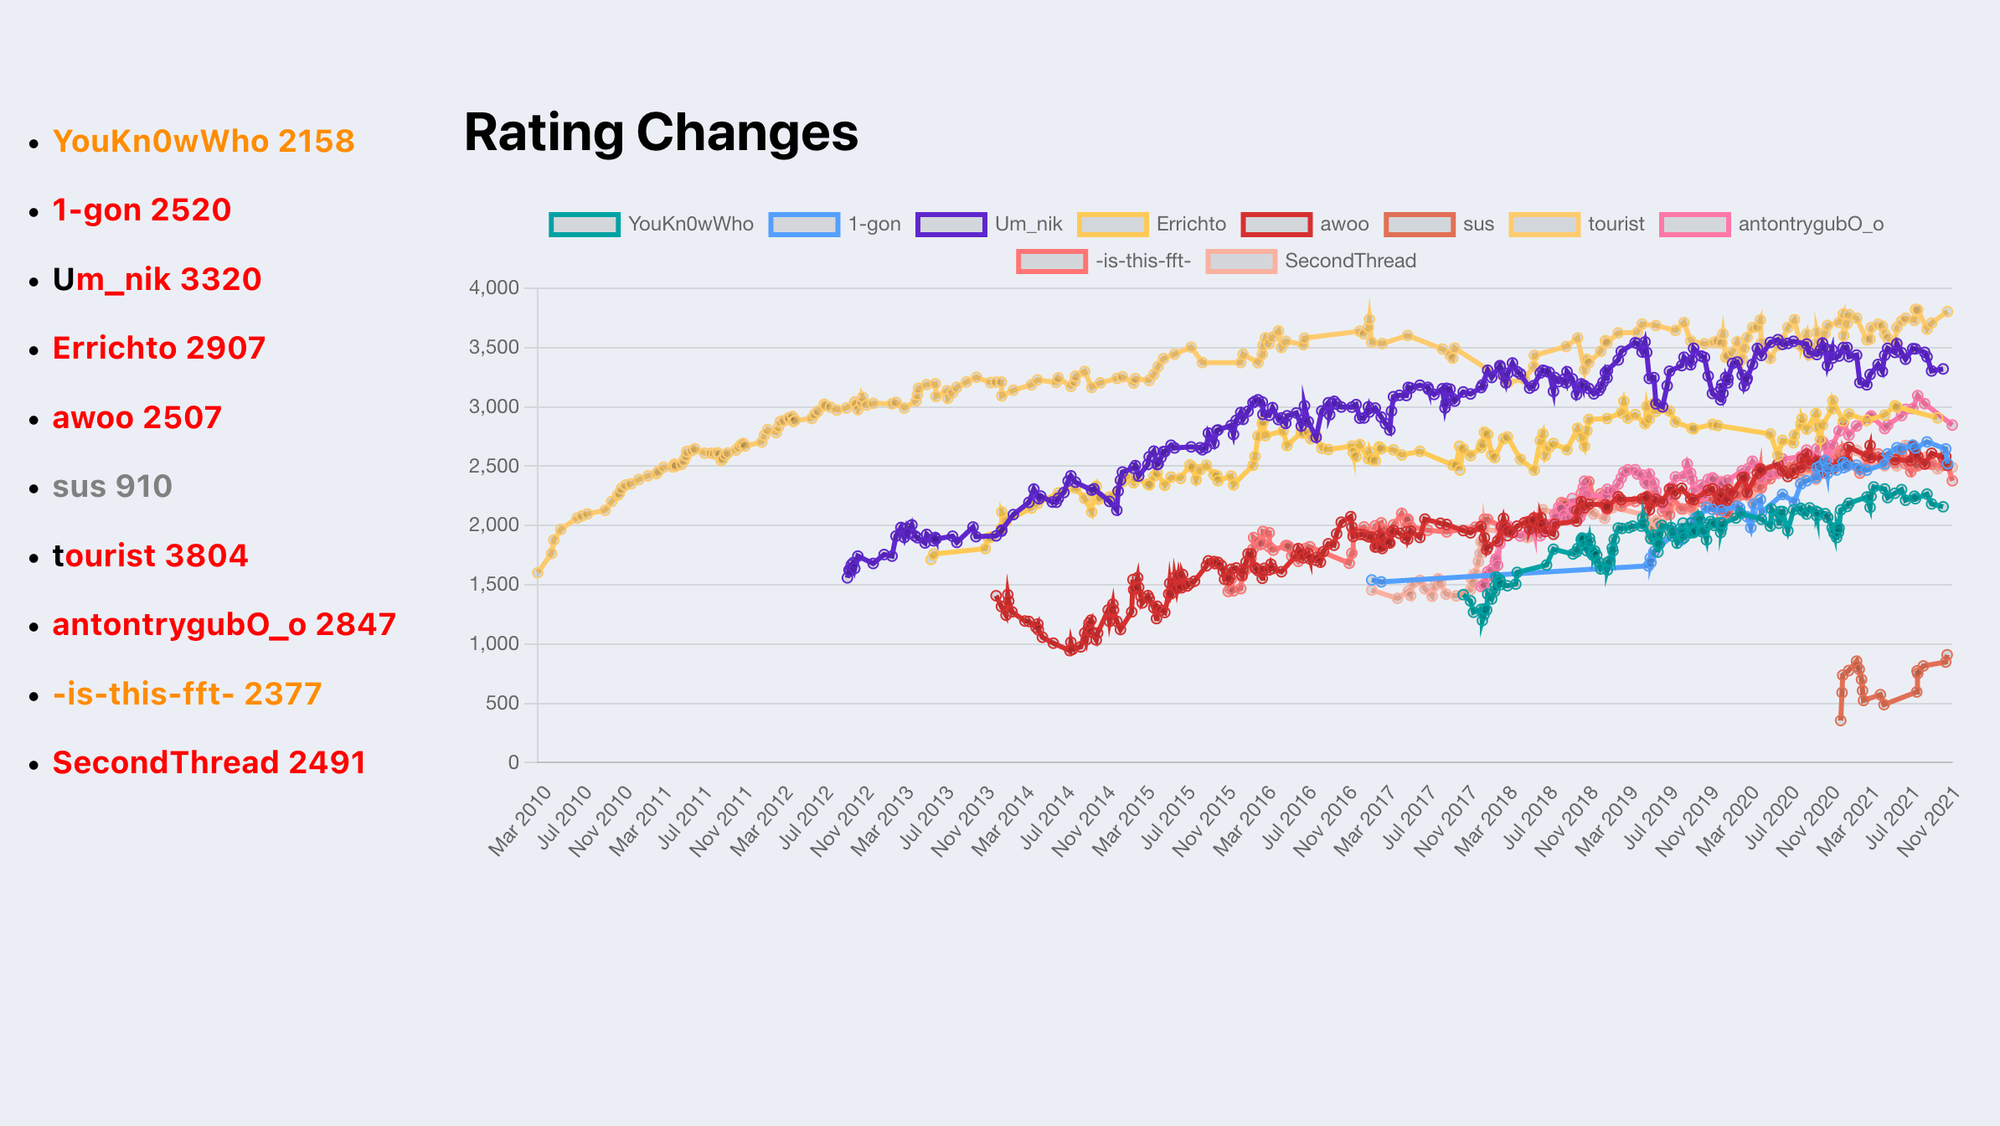 YouKn0wWho 2158
1-gon 2520
Um_nik 3320
Errichto 2907
awoo 2507
sus 910
tourist 3804
antontrygubO_o 2847
-is-this-fft- 2377
SecondThread 2491
Rating Changes
YouKn0wWho 1-gon Um_nik Errichto awoo sus tourist antontrygubO_o
-is-this-fft- SecondThread
4,000
3,500
3,000
2,500
2,000
1,500
1,000
500
0
Mar 2010 Jul 2010 Nov 2010 Mar 2011 Jul 2011 Nov 2011 Mar 2012 Jul 2012 Nov 2012 Mar 2013 Jul 2013 Nov 2013 Mar 2014 Jul 2014 Nov 2014 Mar 2015 Jul 2015 Nov 2015 Mar 2016 Jul 2016 Nov 2016 Mar 2017 Jul 2017 Nov 2017 Mar 2018 Jul 2018 Nov 2018 Mar 2019 Jul 2019 Nov 2019 Mar 2020 Jul 2020 Nov 2020 Mar 2021 Jul 2021 Nov 2021